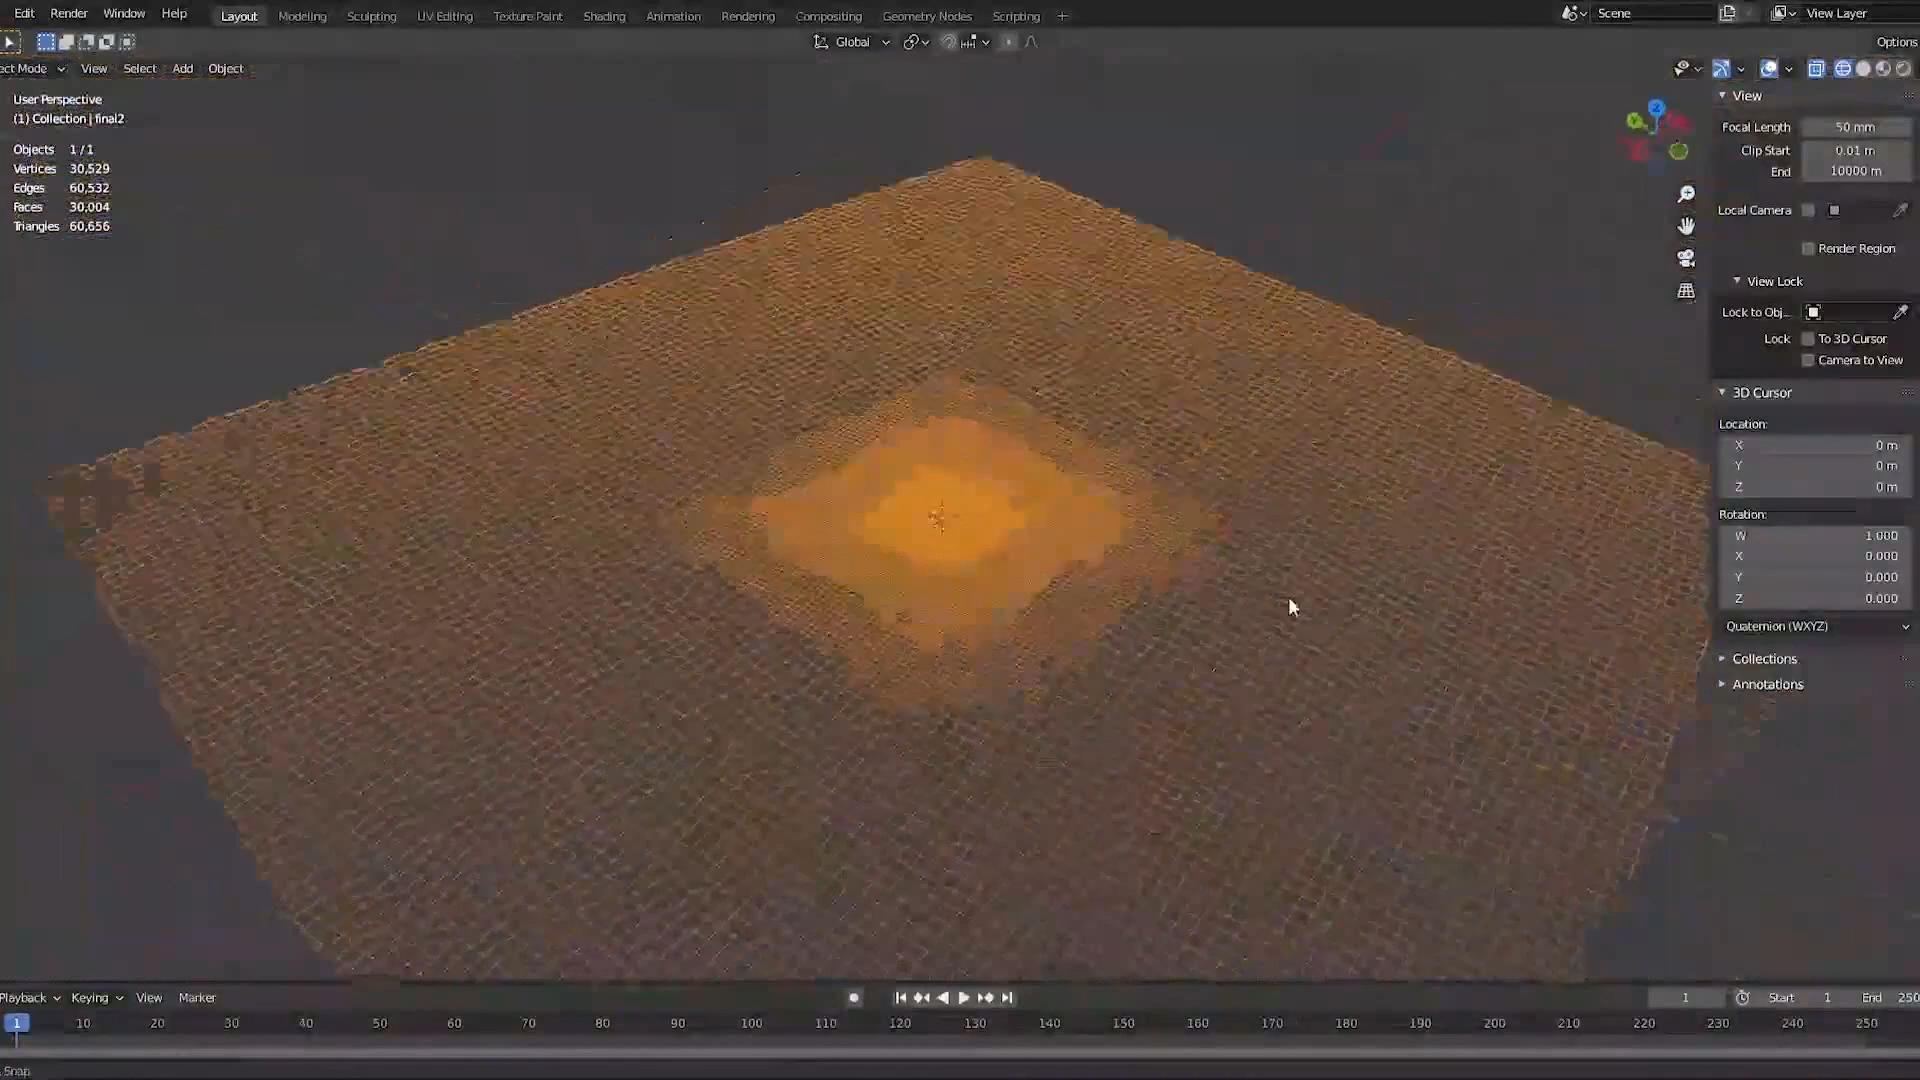 Edit Render Window Help Layout Modeling Sculpting UV Editing Texture Paint Shading Animation Rendering Compositing Geometry Nodes Scripting + Scene View Layer
Global Options
ect Mode View Select Add Object
User Perspective
(1) Collection | final2
Objects 1 / 1
Vertices 30,529
Edges 60,532
Faces 30,004
Triangles 60,656
Z
Y
View
Focal Length 50 mm
Clip Start 0.01 m
End 10000 m
Local Camera
Render Region
View Lock
Lock to Obj...
Lock To 3D Cursor
Camera to View
3D Cursor
Location:
X 0 m
Y 0 m
Z 0 m
Rotation:
W 1.000
X 0.000
Y 0.000
Z 0.000
Quaternion (WXYZ)
Collections
Annotations
Playback Keying View Marker 1 Start 1 End 250
1 10 20 30 40 50 60 70 80 90 100 110 120 130 140 150 160 170 180 190 200 210 220 230 240 250
Snap